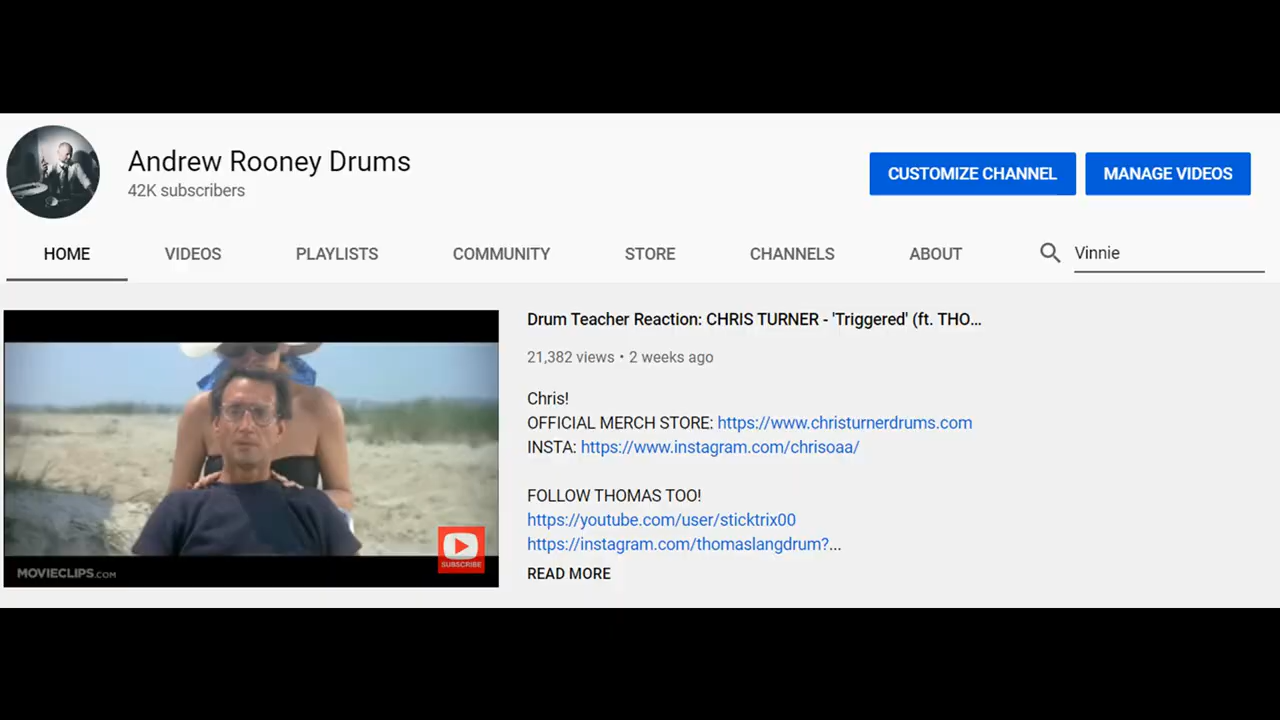 Andrew Rooney Drums
42K subscribers
CUSTOMIZE CHANNEL
MANAGE VIDEOS
HOME
VIDEOS
PLAYLISTS
COMMUNITY
STORE
CHANNELS
ABOUT
Vinnie
SUBSCRIBE
MOVIECLIPS.COM
Drum Teacher Reaction: CHRIS TURNER - 'Triggered' (ft. THO...
21,382 views • 2 weeks ago
Chris!
OFFICIAL MERCH STORE: https://www.christurnerdrums.com
INSTA: https://www.instagram.com/chrisoaa/
FOLLOW THOMAS TOO!
https://youtube.com/user/sticktrix00
https://instagram.com/thomaslangdrum?...
READ MORE